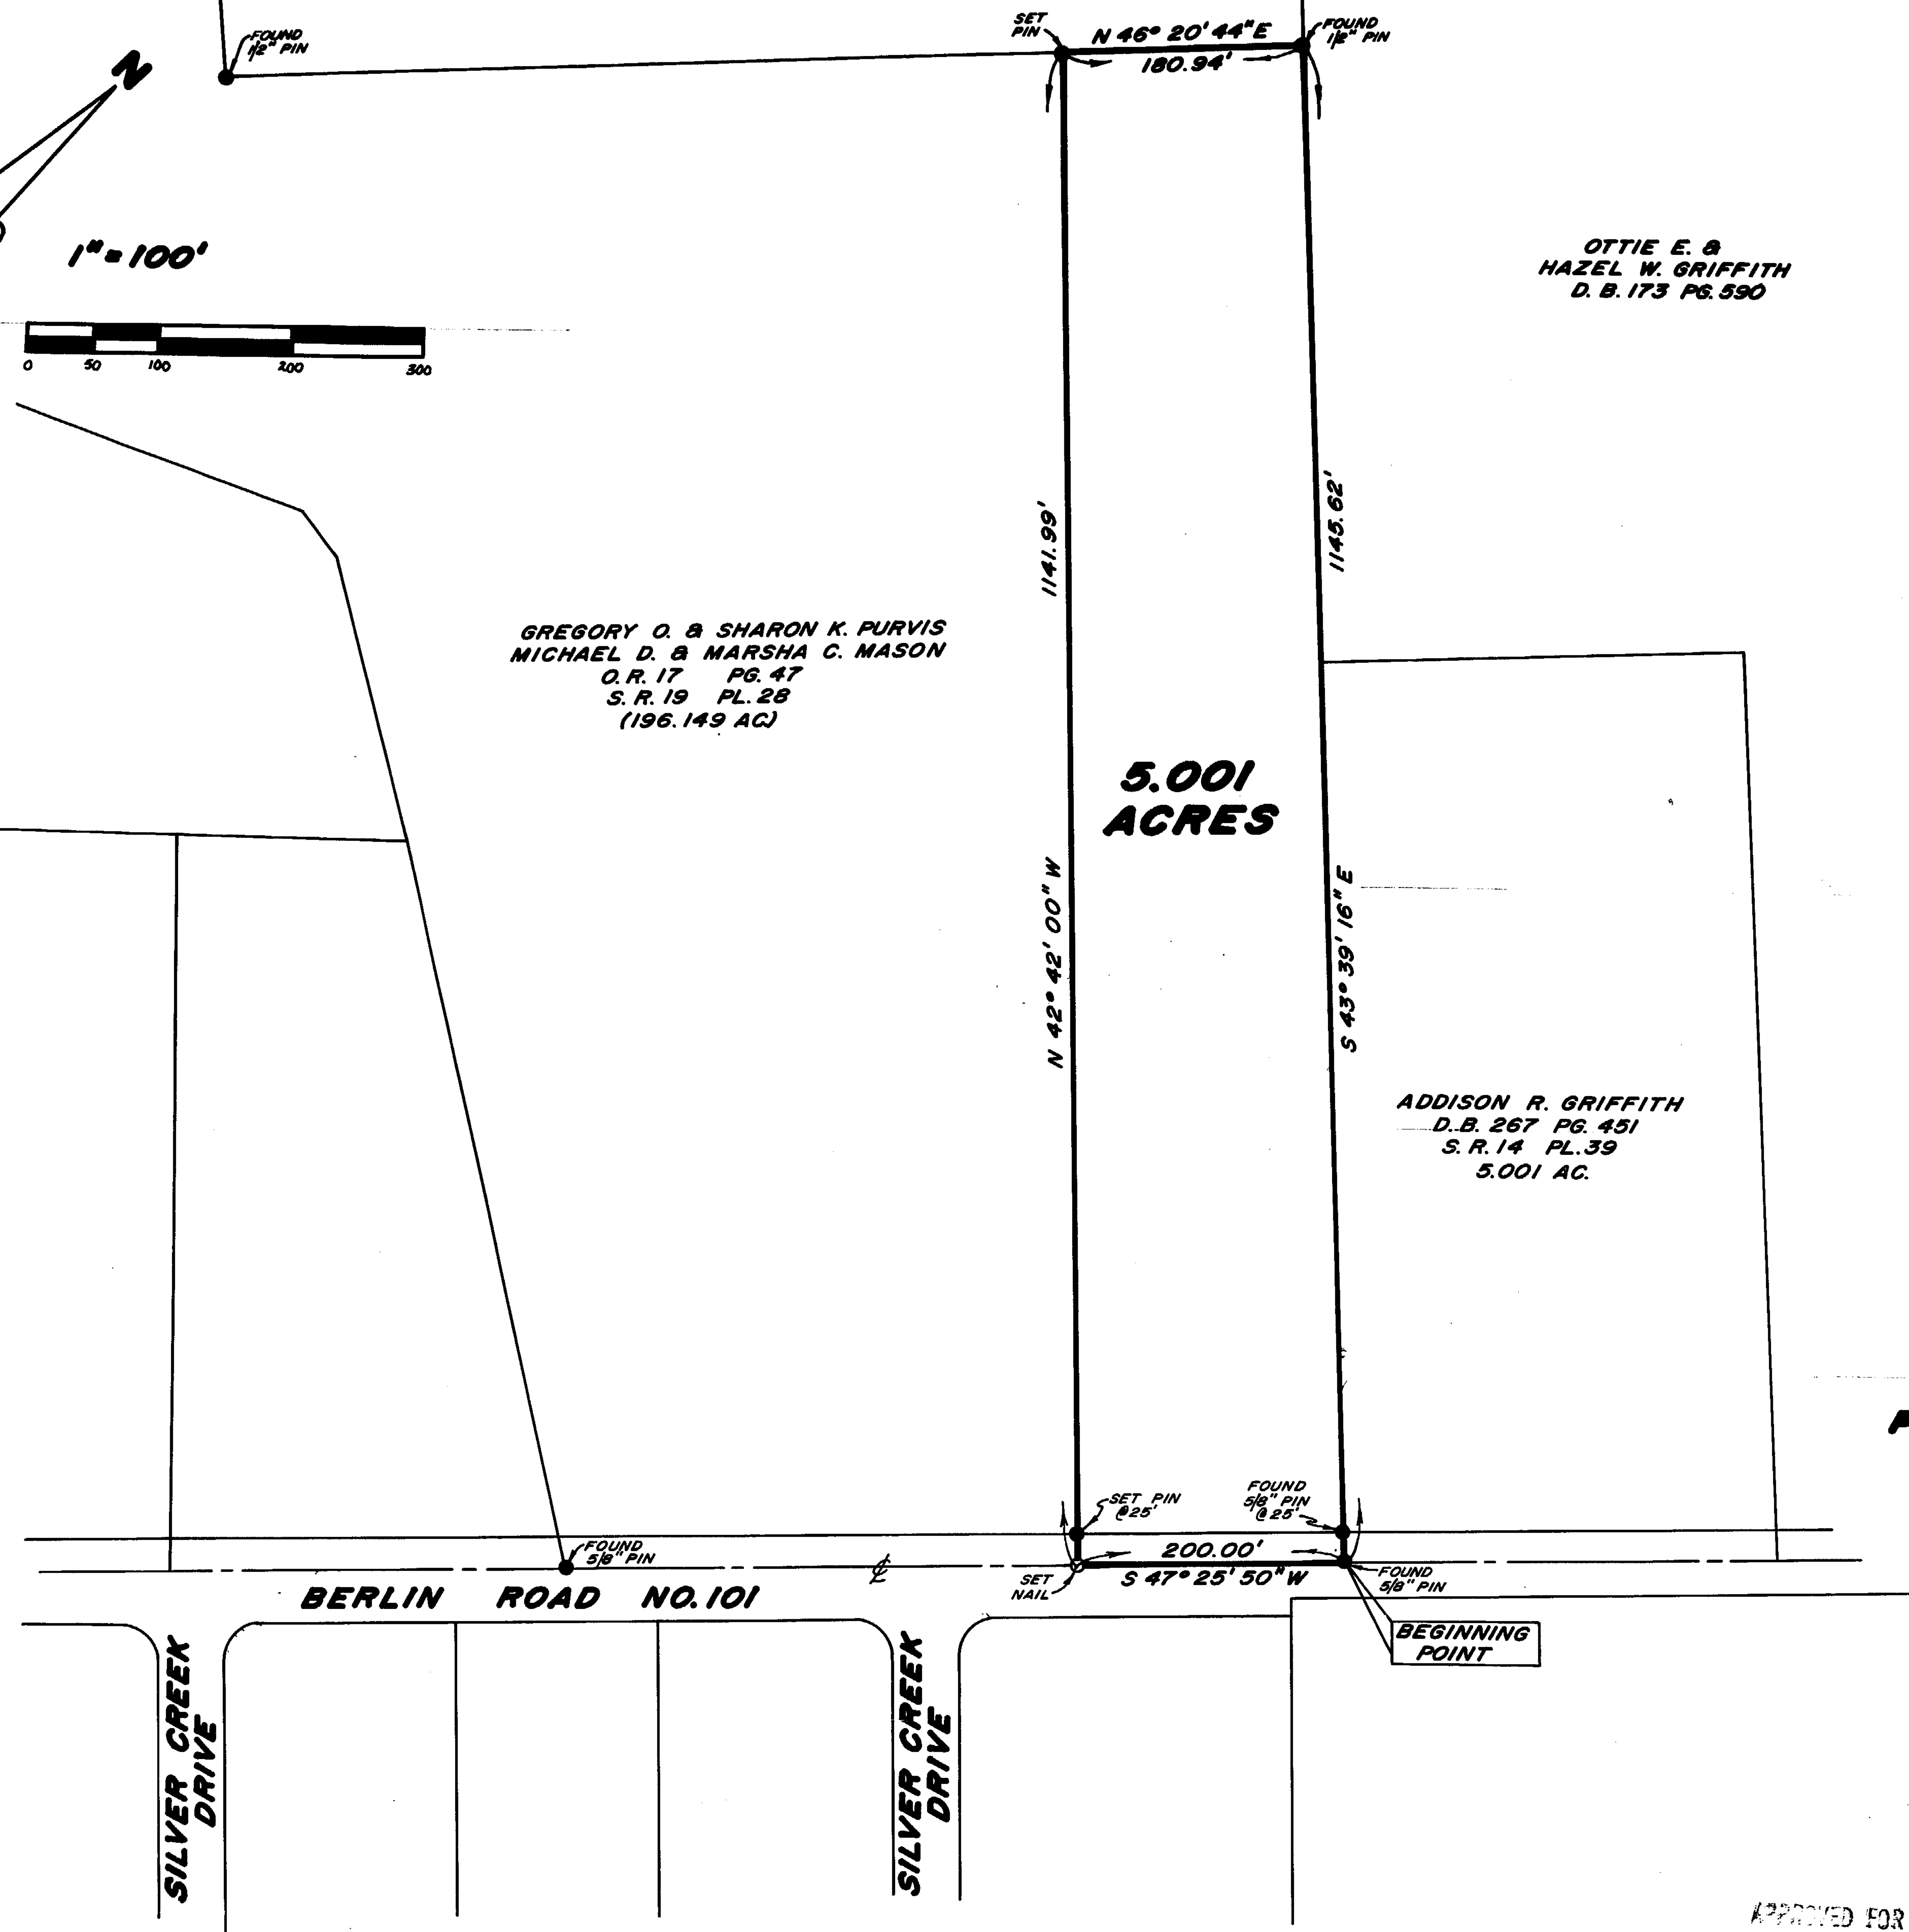 FOUND
1/2" PIN
SET
PIN
N 46° 20' 44" E
180.94'
FOUND
1/2" PIN
N
1" = 100'
0 50 100 200 300
OTTIE E. &
HAZEL W. GRIFFITH
D. B. 173 PG. 590
1141.99'
1145.62'
GREGORY O. & SHARON K. PURVIS
MICHAEL D. & MARSHA C. MASON
O. R. 17 PG. 47
S. R. 19 PL. 28
(196.149 AC)
5.001
ACRES
N 42° 42' 00" W
S 43° 39' 16" E
ADDISON R. GRIFFITH
D. B. 267 PG. 451
S. R. 14 PL. 39
5.001 AC.
SET PIN
@ 25'
FOUND
5/8" PIN
@ 25'
FOUND
5/8" PIN
℄
200.00'
S 47° 25' 50" W
SET
NAIL
FOUND
5/8" PIN
BERLIN ROAD NO. 101
BEGINNING
POINT
SILVER CREEK
DRIVE
SILVER CREEK
DRIVE
APPROVED FOR